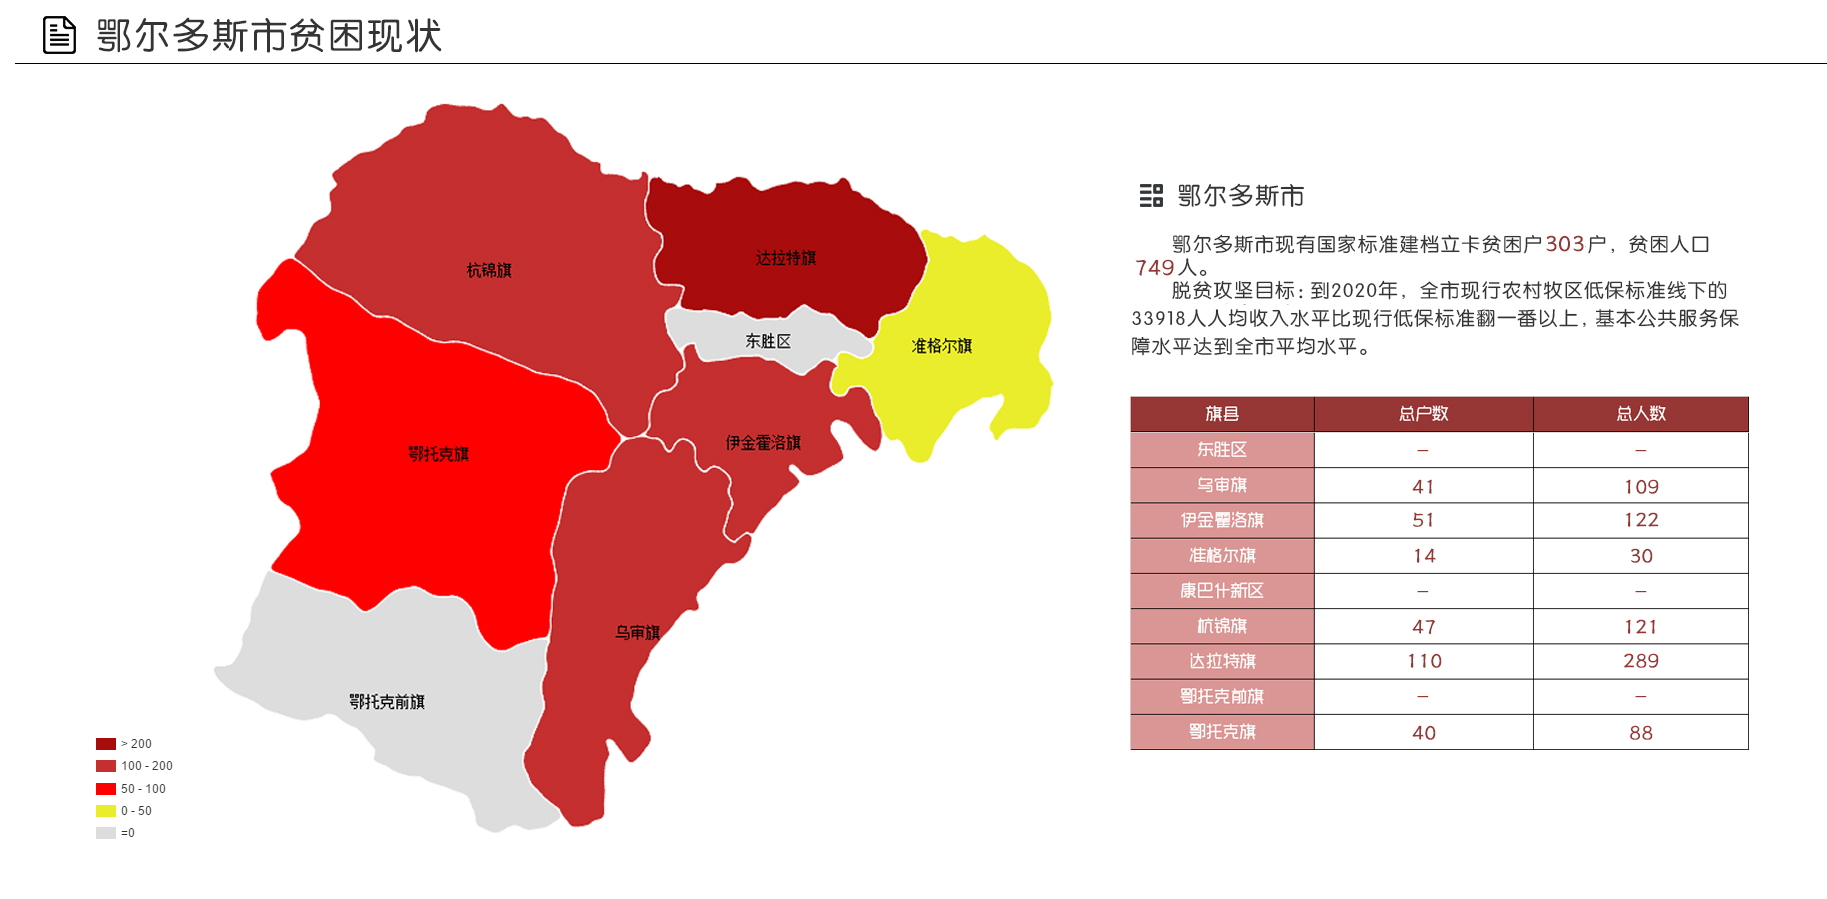 鄂尔多斯市贫困现状
杭锦旗
达拉特旗
东胜区
准格尔旗
伊金霍洛旗
鄂托克旗
乌审旗
鄂托克前旗
> 200
100 - 200
50 - 100
0 - 50
=0
鄂尔多斯市
鄂尔多斯市现有国家标准建档立卡贫困户303户，贫困人口
749人。
脱贫攻坚目标：到2020年，全市现行农村牧区低保标准线下的
33918人人均收入水平比现行低保标准翻一番以上，基本公共服务保
障水平达到全市平均水平。
旗县 总户数 总人数
东胜区 — —
乌审旗 41 109
伊金霍洛旗 51 122
准格尔旗 14 30
康巴什新区 — —
杭锦旗 47 121
达拉特旗 110 289
鄂托克前旗 — —
鄂托克旗 40 88